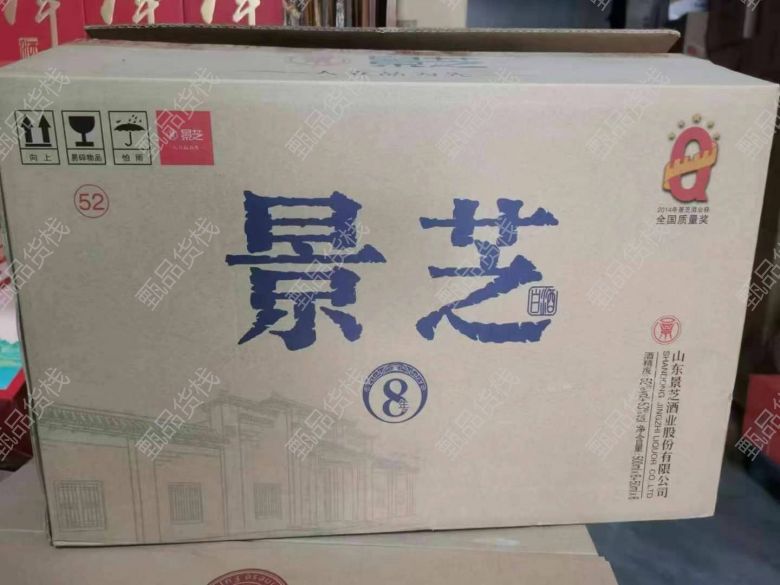 向上
易碎物品
怕雨
景芝
52
景芝
白酒
8
年
2014年景芝酒业获
全国质量奖
景
山东景芝酒业股份有限公司
SHANDONG JINGZHI LIQUOR CO.,LTD
甄品货栈